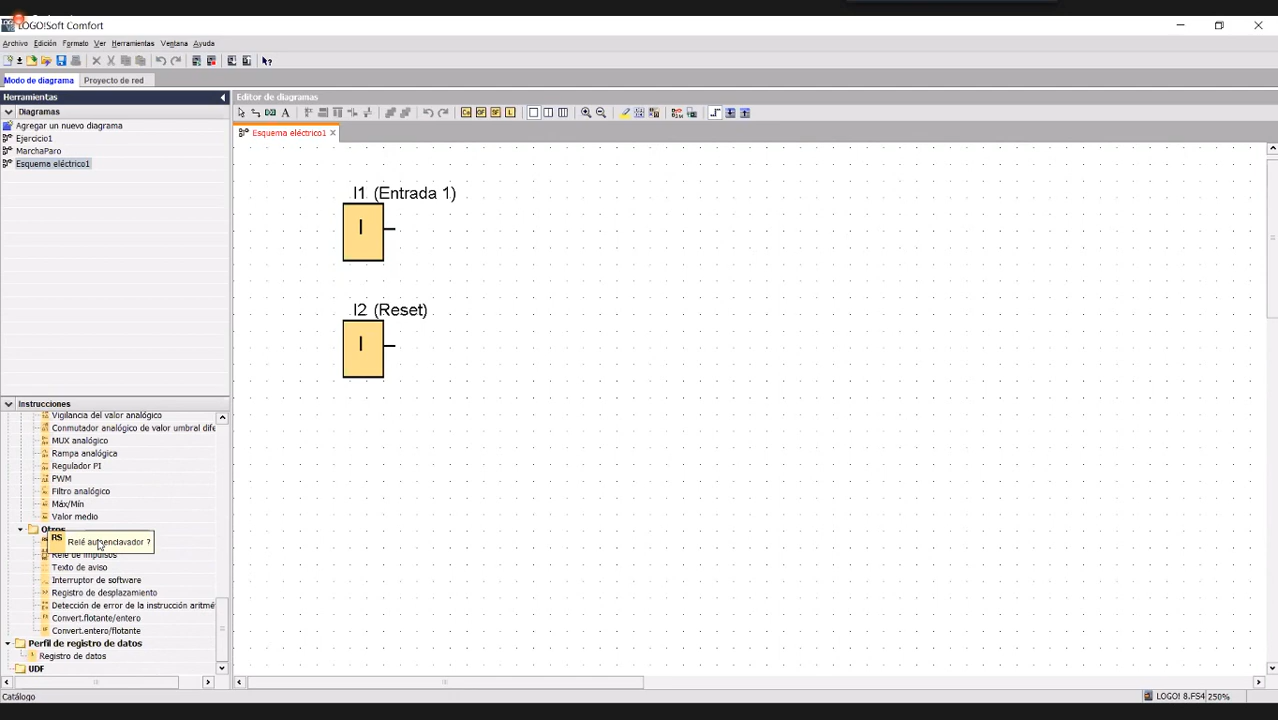 LOGO!Soft Comfort
Archivo Edición Formato Ver Herramientas Ventana Ayuda
Modo de diagrama Proyecto de red
Herramientas
Editor de diagramas
Diagramas
Agregar un nuevo diagrama
Ejercicio1
MarchaParo
Esquema eléctrico1
Esquema eléctrico1
I1 (Entrada 1)
I
I2 (Reset)
I
Instrucciones
Vigilancia del valor analógico
Conmutador analógico de valor umbral dife
MUX analógico
Rampa analógica
Regulador PI
PWM
Filtro analógico
Máx/Mín
Valor medio
Otros
RS Relé autoenclavador ?
Relé de impulsos
Texto de aviso
Interruptor de software
Registro de desplazamiento
Detección de error de la instrucción aritmé
Convert.flotante/entero
Convert.entero/flotante
Perfil de registro de datos
Registro de datos
UDF
Catálogo
LOGO! 8.FS4 250%